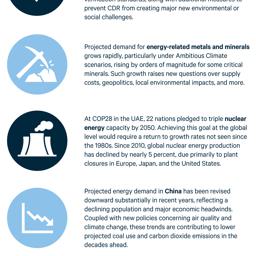 prevent CDR from creating major new environmental or
social challenges.
Projected demand for energy-related metals and minerals
grows rapidly, particularly under Ambitious Climate
scenarios, rising by orders of magnitude for some critical
minerals. Such growth raises new questions over supply
costs, geopolitics, local environmental impacts, and more.
At COP28 in the UAE, 22 nations pledged to triple nuclear
energy capacity by 2050. Achieving this goal at the global
level would require a return to growth rates not seen since
the 1980s. Since 2010, global nuclear energy production
has declined by nearly 5 percent, due primarily to plant
closures in Europe, Japan, and the United States.
Projected energy demand in China has been revised
downward substantially in recent years, reflecting a
declining population and major economic headwinds.
Coupled with new policies concerning air quality and
climate change, these trends are contributing to lower
projected coal use and carbon dioxide emissions in the
decades ahead.